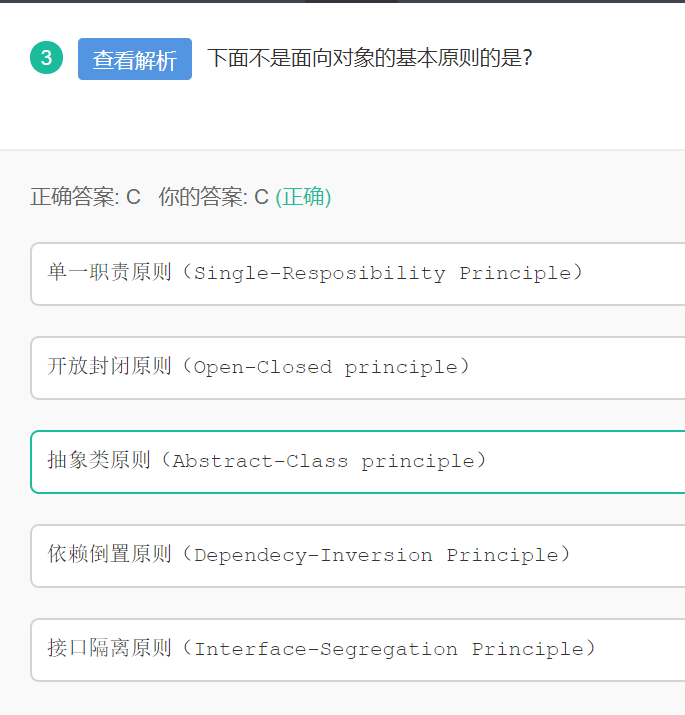 3 查看解析 下面不是面向对象的基本原则的是?
正确答案: C 你的答案: C (正确)
单一职责原则（Single-Resposibility Principle）
开放封闭原则（Open-Closed principle）
抽象类原则（Abstract-Class principle）
依赖倒置原则（Dependecy-Inversion Principle）
接口隔离原则（Interface-Segregation Principle）